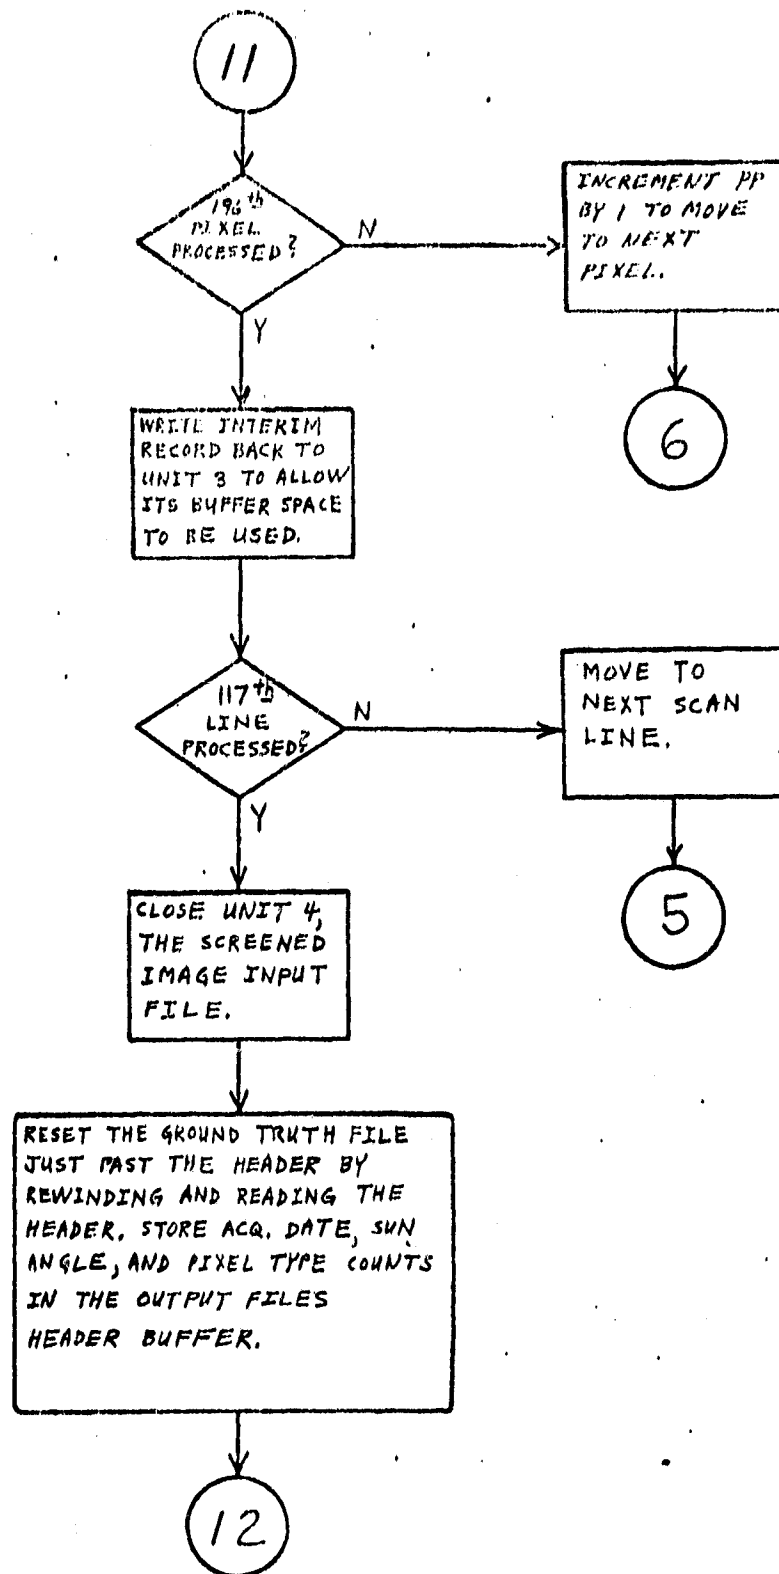 11
196th
PIXEL
PROCESSED?
N
INCREMENT PP
BY 1 TO MOVE
TO NEXT
PIXEL.
Y
6
WRITE INTERIM
RECORD BACK TO
UNIT 3 TO ALLOW
ITS BUFFER SPACE
TO BE USED.
117th
LINE
PROCESSED?
N
MOVE TO
NEXT SCAN
LINE.
Y
5
CLOSE UNIT 4,
THE SCREENED
IMAGE INPUT
FILE.
RESET THE GROUND TRUTH FILE
JUST PAST THE HEADER BY
REWINDING AND READING THE
HEADER. STORE ACQ. DATE, SUN
ANGLE, AND PIXEL TYPE COUNTS
IN THE OUTPUT FILES
HEADER BUFFER.
12